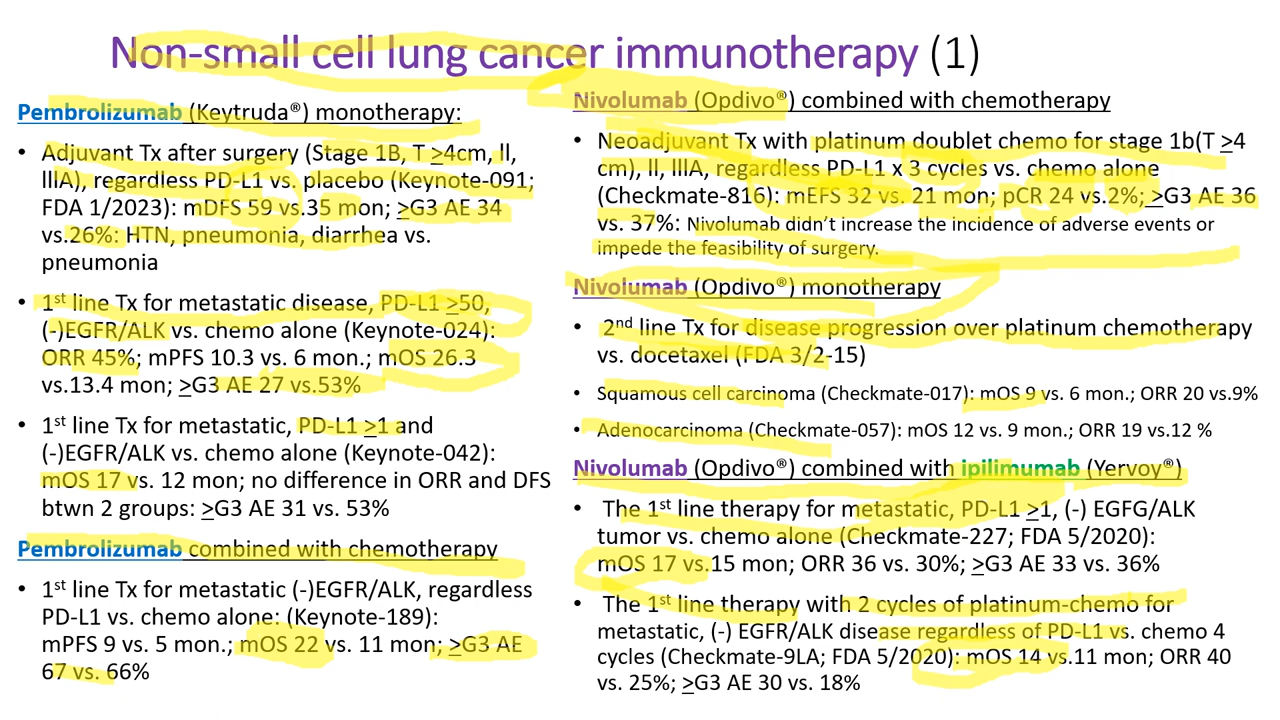 Non-small cell lung cancer immunotherapy (1)
Pembrolizumab (Keytruda®) monotherapy:
• Adjuvant Tx after surgery (Stage 1B, T ≥4cm, ll,
lllA), regardless PD-L1 vs. placebo (Keynote-091;
FDA 1/2023): mDFS 59 vs.35 mon; ≥G3 AE 34
vs.26%: HTN, pneumonia, diarrhea vs.
pneumonia
• 1st line Tx for metastatic disease, PD-L1 ≥50,
(-)EGFR/ALK vs. chemo alone (Keynote-024):
ORR 45%; mPFS 10.3 vs. 6 mon.; mOS 26.3
vs.13.4 mon; ≥G3 AE 27 vs.53%
• 1st line Tx for metastatic, PD-L1 ≥1 and
(-)EGFR/ALK vs. chemo alone (Keynote-042):
mOS 17 vs. 12 mon; no difference in ORR and DFS
btwn 2 groups: ≥G3 AE 31 vs. 53%
Pembrolizumab combined with chemotherapy
• 1st line Tx for metastatic (-)EGFR/ALK, regardless
PD-L1 vs. chemo alone: (Keynote-189):
mPFS 9 vs. 5 mon.; mOS 22 vs. 11 mon; ≥G3 AE
67 vs. 66%
Nivolumab (Opdivo®) combined with chemotherapy
• Neoadjuvant Tx with platinum doublet chemo for stage 1b(T ≥4
cm), ll, lllA, regardless PD-L1 x 3 cycles vs. chemo alone
(Checkmate-816): mEFS 32 vs. 21 mon; pCR 24 vs.2%; ≥G3 AE 36
vs. 37%: Nivolumab didn’t increase the incidence of adverse events or
impede the feasibility of surgery.
Nivolumab (Opdivo®) monotherapy
• 2nd line Tx for disease progression over platinum chemotherapy
vs. docetaxel (FDA 3/2-15)
• Squamous cell carcinoma (Checkmate-017): mOS 9 vs. 6 mon.; ORR 20 vs.9%
• Adenocarcinoma (Checkmate-057): mOS 12 vs. 9 mon.; ORR 19 vs.12 %
Nivolumab (Opdivo®) combined with ipilimumab (Yervoy®)
• The 1st line therapy for metastatic, PD-L1 ≥1, (-) EGFG/ALK
tumor vs. chemo alone (Checkmate-227; FDA 5/2020):
mOS 17 vs.15 mon; ORR 36 vs. 30%; ≥G3 AE 33 vs. 36%
• The 1st line therapy with 2 cycles of platinum-chemo for
metastatic, (-) EGFR/ALK disease regardless of PD-L1 vs. chemo 4
cycles (Checkmate-9LA; FDA 5/2020): mOS 14 vs.11 mon; ORR 40
vs. 25%; ≥G3 AE 30 vs. 18%